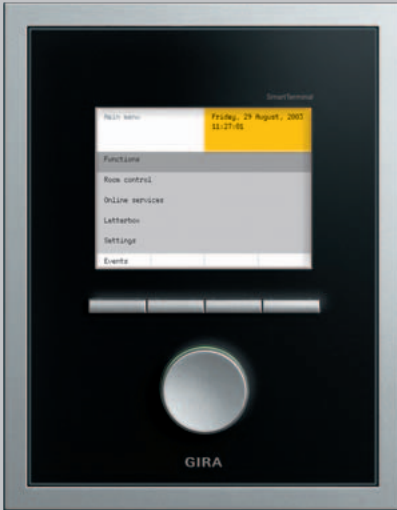 SmartTerminal
Main menu
Friday, 29 August, 2003
11:27:01
Functions
Room control
Online services
Letterbox
Settings
Events
GIRA